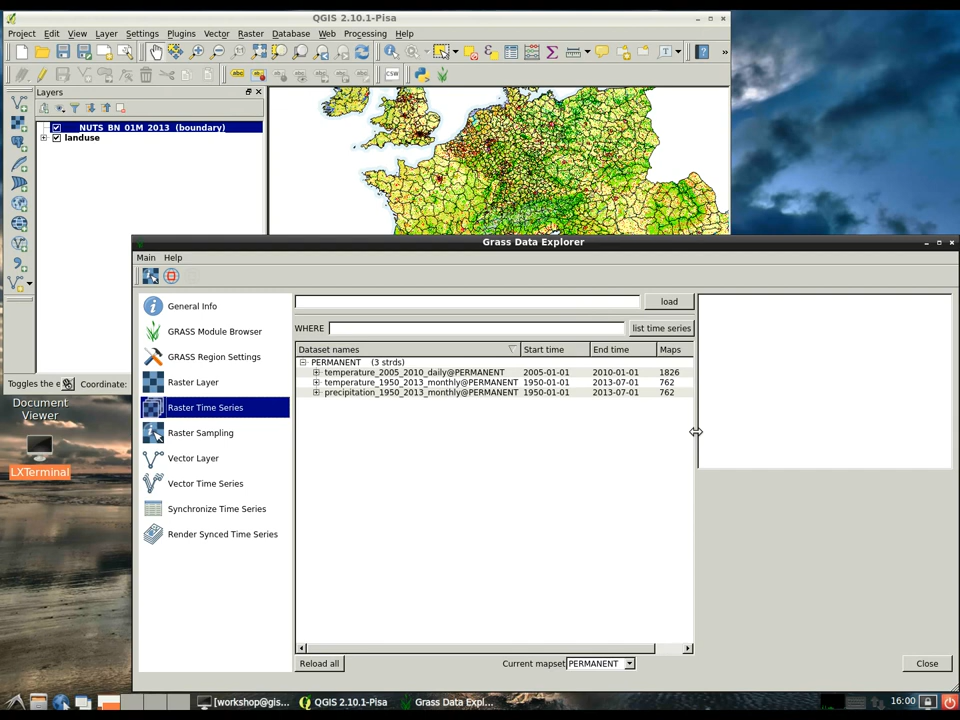 QGIS 2.10.1-Pisa
Project Edit View Layer Settings Plugins Vector Raster Database Web Processing Help
CSW
Layers
NUTS_BN_01M_2013 (boundary)
landuse
Grass Data Explorer
Main Help
General Info
GRASS Module Browser
GRASS Region Settings
Raster Layer
Raster Time Series
Raster Sampling
Vector Layer
Vector Time Series
Synchronize Time Series
Render Synced Time Series
load
WHERE
list time series
Dataset names Start time End time Maps
PERMANENT (3 strds)
temperature_2005_2010_daily@PERMANENT 2005-01-01 2010-01-01 1826
temperature_1950_2013_monthly@PERMANENT 1950-01-01 2013-07-01 762
precipitation_1950_2013_monthly@PERMANENT 1950-01-01 2013-07-01 762
Reload all
Current mapset PERMANENT
Close
Toggles the e Coordinate:
Document
Viewer
LXTerminal
[workshop@gis... QGIS 2.10.1-Pisa Grass Data Expl... 16:00